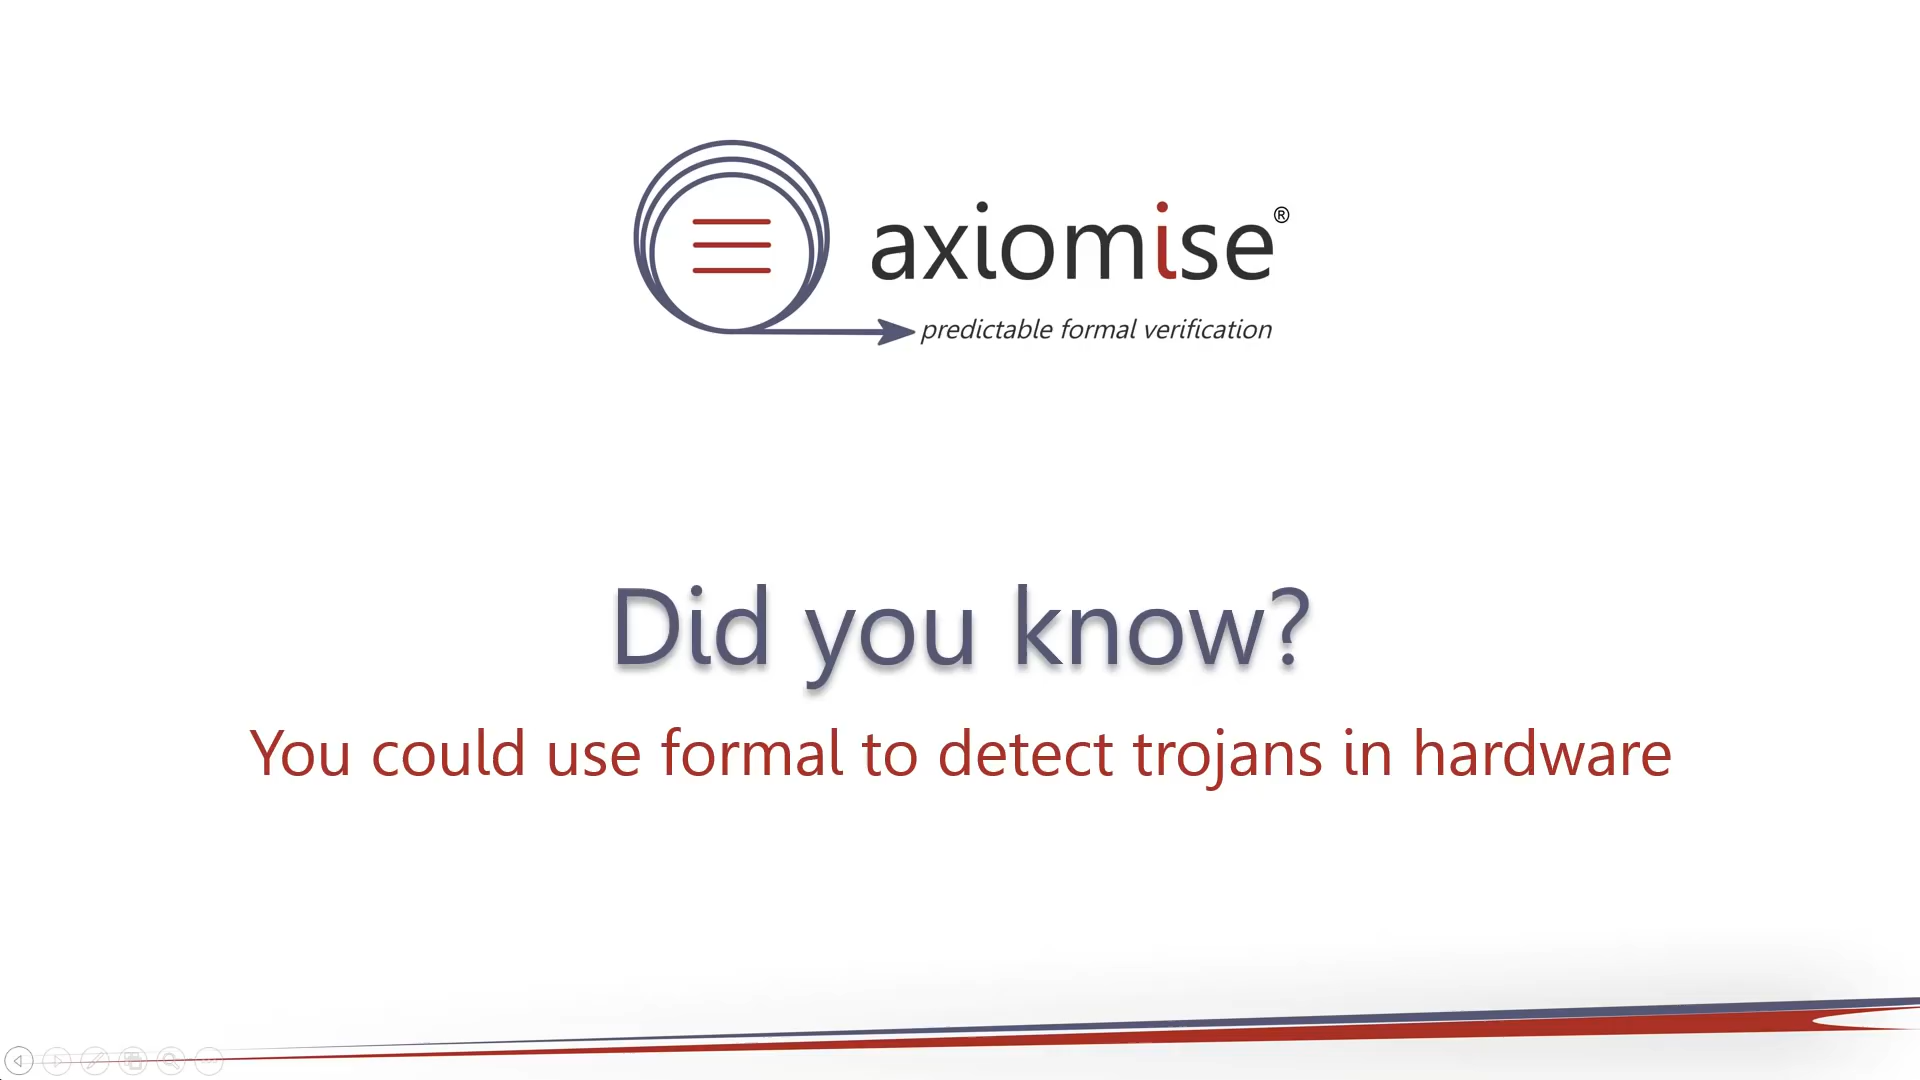 axiomise®
predictable formal verification
Did you know?
You could use formal to detect trojans in hardware